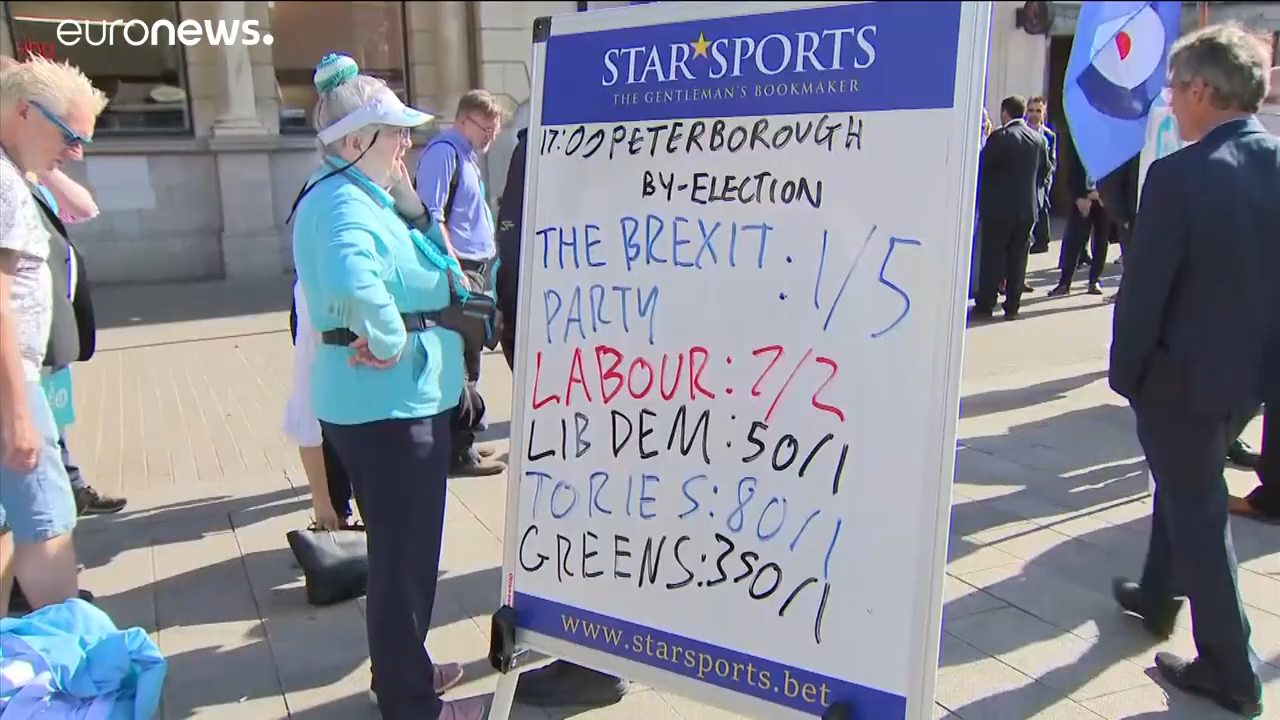 euronews.
STAR SPORTS
THE GENTLEMAN'S BOOKMAKER
17:00 PETERBOROUGH
BY-ELECTION
THE BREXIT : 1/5
PARTY
LABOUR: 7/2
LIB DEM: 50/1
TORIES: 80/1
GREENS: 350/1
www.starsports.bet